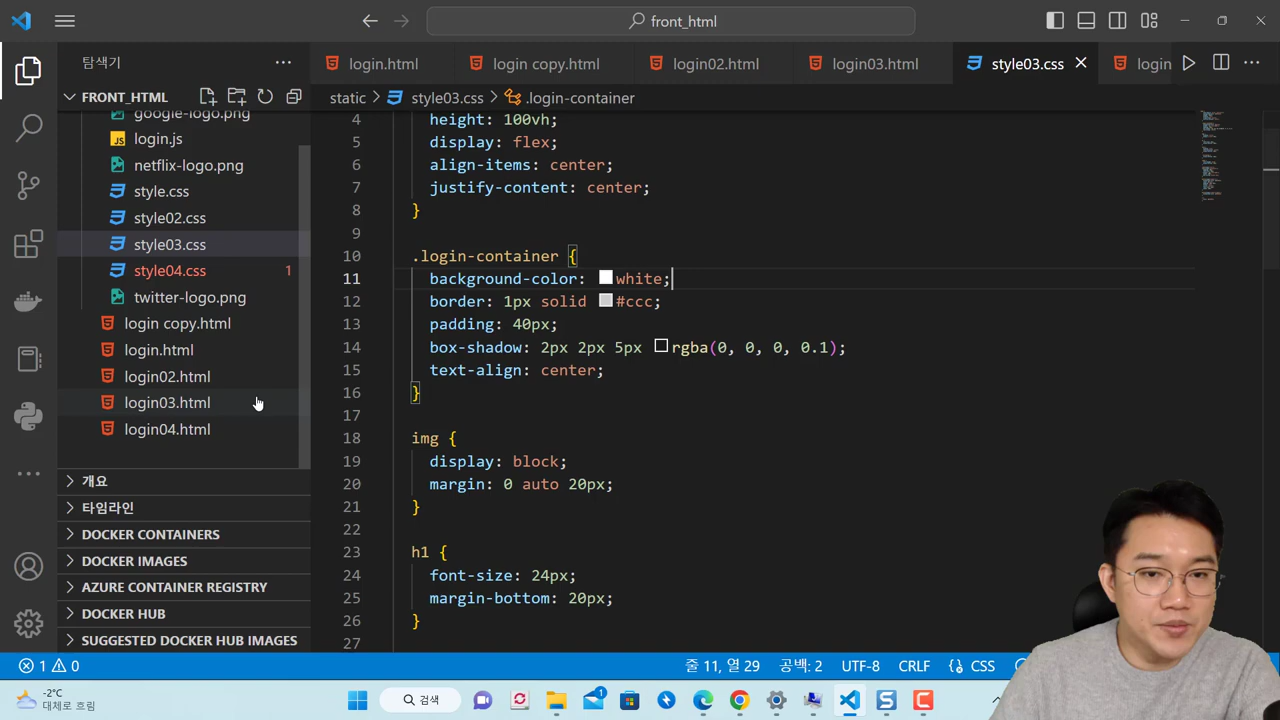 front_html
탐색기
login.html
login copy.html
login02.html
login03.html
style03.css
login
FRONT_HTML
static > style03.css > .login-container
google-logo.png
login.js
netflix-logo.png
style.css
style02.css
style03.css
style04.css 1
twitter-logo.png
login copy.html
login.html
login02.html
login03.html
login04.html
개요
타임라인
DOCKER CONTAINERS
DOCKER IMAGES
AZURE CONTAINER REGISTRY
DOCKER HUB
SUGGESTED DOCKER HUB IMAGES
4 height: 100vh;
5 display: flex;
6 align-items: center;
7 justify-content: center;
8 }
9
10 .login-container {
11 background-color: white;
12 border: 1px solid #ccc;
13 padding: 40px;
14 box-shadow: 2px 2px 5px rgba(0, 0, 0, 0.1);
15 text-align: center;
16 }
17
18 img {
19 display: block;
20 margin: 0 auto 20px;
21 }
22
23 h1 {
24 font-size: 24px;
25 margin-bottom: 20px;
26 }
27
1 0
줄 11, 열 29
공백: 2
UTF-8
CRLF
CSS
-2°C
대체로 흐림
검색
1